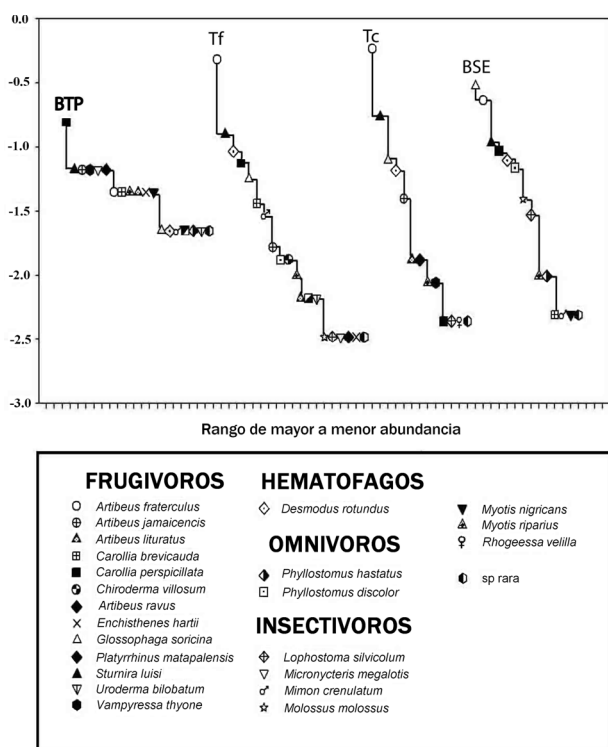 0.0
-0.5
-1.0
-1.5
-2.0
-2.5
-3.0
BTP
Tf
Tc
BSE
Rango de mayor a menor abundancia
FRUGIVOROS
Artibeus fraterculus
Artibeus jamaicencis
Artibeus lituratus
Carollia brevicauda
Carollia perspicillata
Chiroderma villosum
Artibeus ravus
Enchisthenes hartii
Glossophaga soricina
Platyrrhinus matapalensis
Sturnira luisi
Uroderma bilobatum
Vampyressa thyone
HEMATOFAGOS
Desmodus rotundus
OMNIVOROS
Phyllostomus hastatus
Phyllostomus discolor
INSECTIVOROS
Lophostoma silvicolum
Micronycteris megalotis
Mimon crenulatum
Molossus molossus
Myotis nigricans
Myotis riparius
Rhogeessa velilla
sp rara